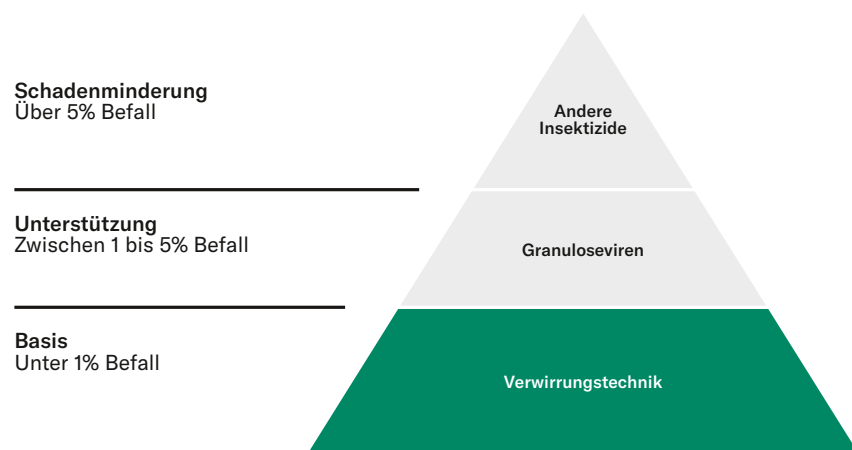 Schadenminderung
Über 5% Befall
Andere
Insektizide
Unterstützung
Zwischen 1 bis 5% Befall
Granuloseviren
Basis
Unter 1% Befall
Verwirrungstechnik